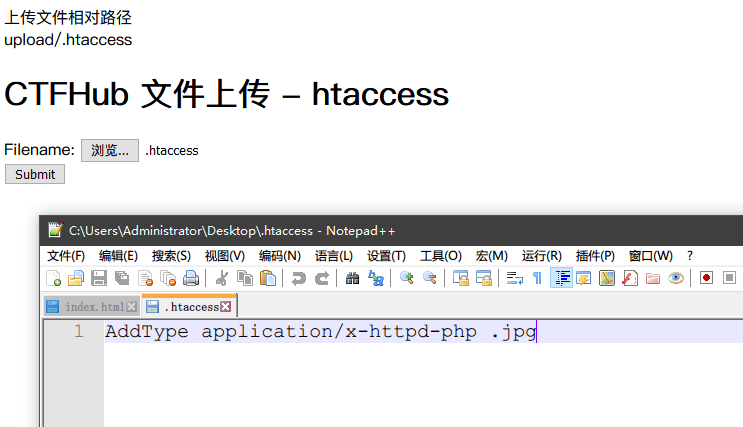 上传文件相对路径
upload/.htaccess
CTFHub 文件上传 – htaccess
Filename: 浏览... .htaccess
Submit
C:\Users\Administrator\Desktop\.htaccess - Notepad++
文件(F) 编辑(E) 搜索(S) 视图(V) 编码(N) 语言(L) 设置(T) 工具(O) 宏(M) 运行(R) 插件(P) 窗口(W) ?
index.html .htaccess
1 AddType application/x-httpd-php .jpg